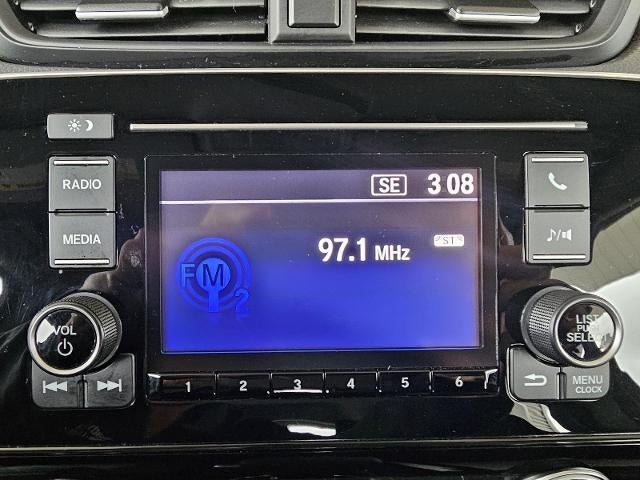 RADIO
MEDIA
VOL
SE 3 08
97.1 MHz ST
FM 2
1 2 3 4 5 6
LIST
PUSH
SELECT
MENU
CLOCK